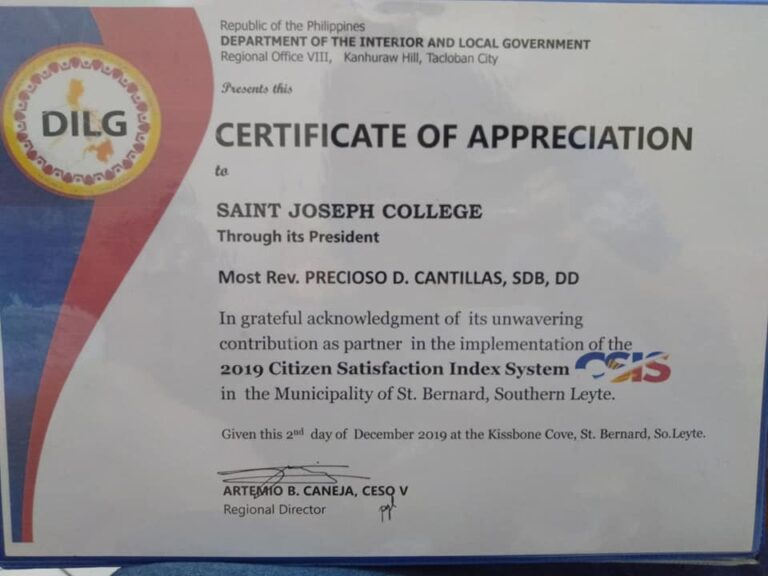 Republic of the Philippines
DEPARTMENT OF THE INTERIOR AND LOCAL GOVERNMENT
Regional Office VIII, Kanhuraw Hill, Tacloban City
Presents this
DILG
CERTIFICATE OF APPRECIATION
to
SAINT JOSEPH COLLEGE
Through its President
Most Rev. PRECIOSO D. CANTILLAS, SDB, DD
In grateful acknowledgment of its unwavering
contribution as partner in the implementation of the
2019 Citizen Satisfaction Index System CSIS
in the Municipality of St. Bernard, Southern Leyte.
Given this 2nd day of December 2019 at the Kissbone Cove, St. Bernard, So.Leyte.
ARTEMIO B. CANEJA, CESO V
Regional Director